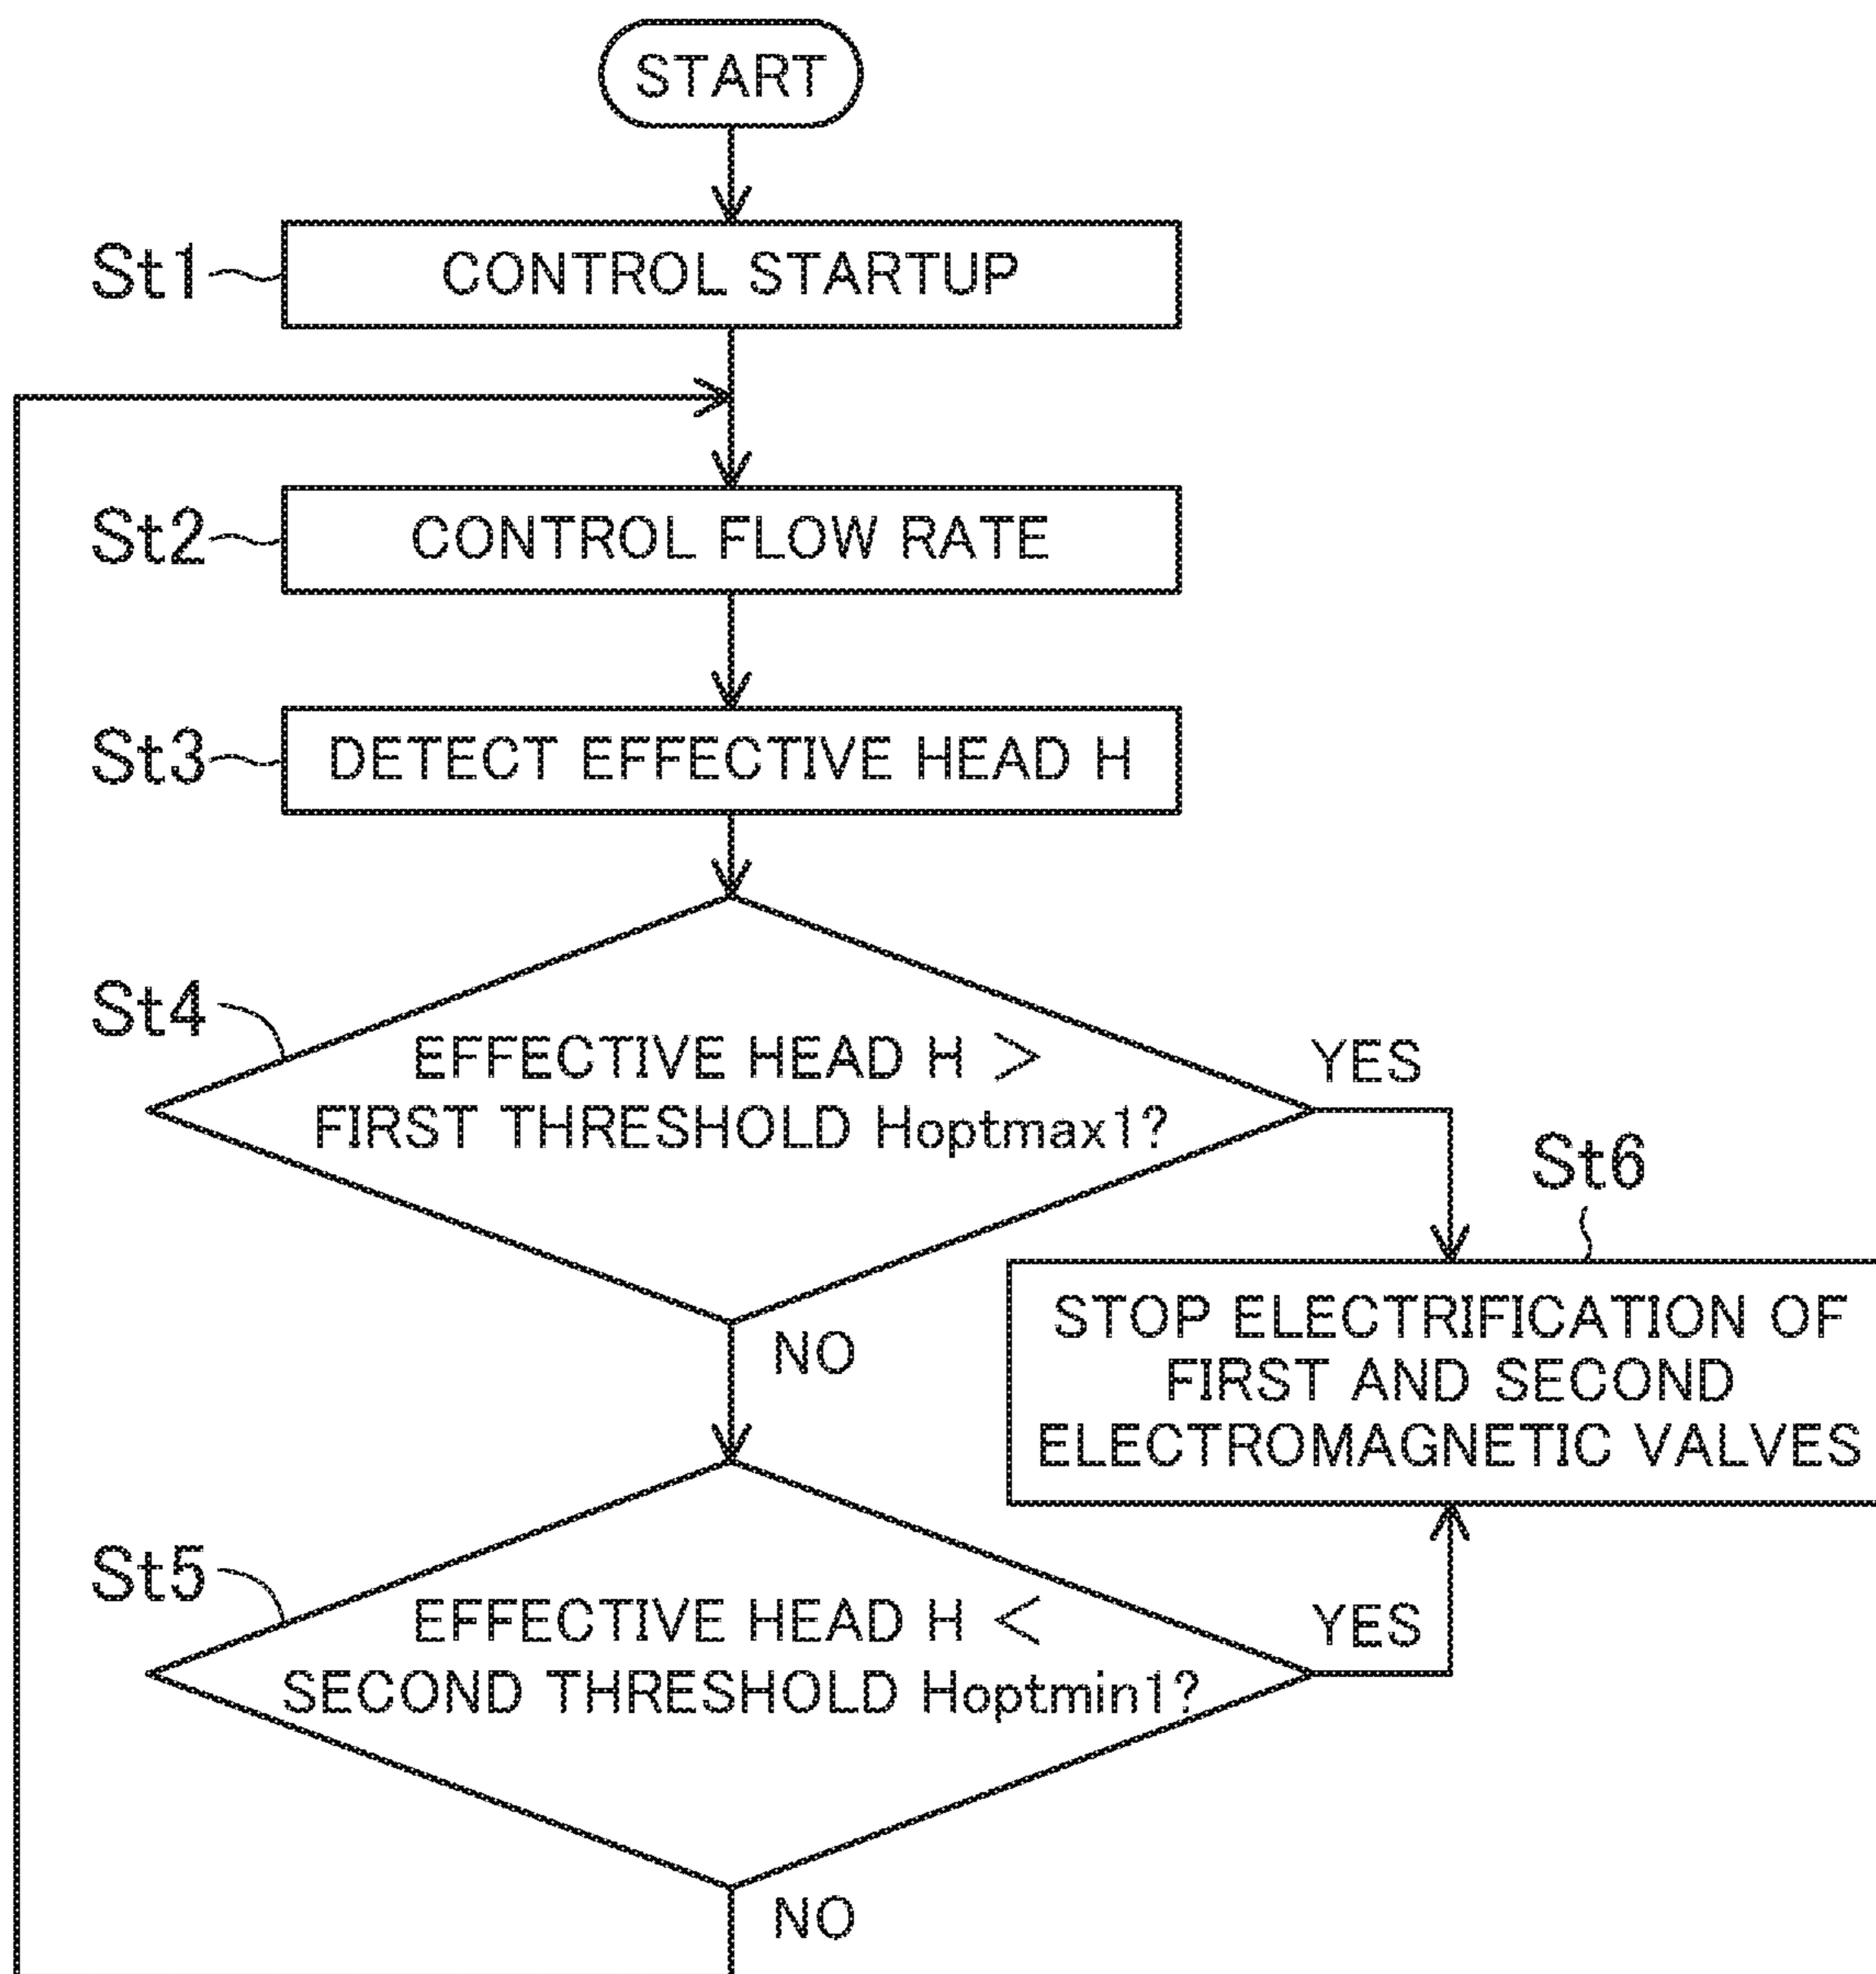 START
St1
CONTROL STARTUP
St2
CONTROL FLOW RATE
St3
DETECT EFFECTIVE HEAD H
St4
EFFECTIVE HEAD H >
FIRST THRESHOLD Hoptmax1?
YES
NO
St6
STOP ELECTRIFICATION OF
FIRST AND SECOND
ELECTROMAGNETIC VALVES
St5
EFFECTIVE HEAD H <
SECOND THRESHOLD Hoptmin1?
YES
NO